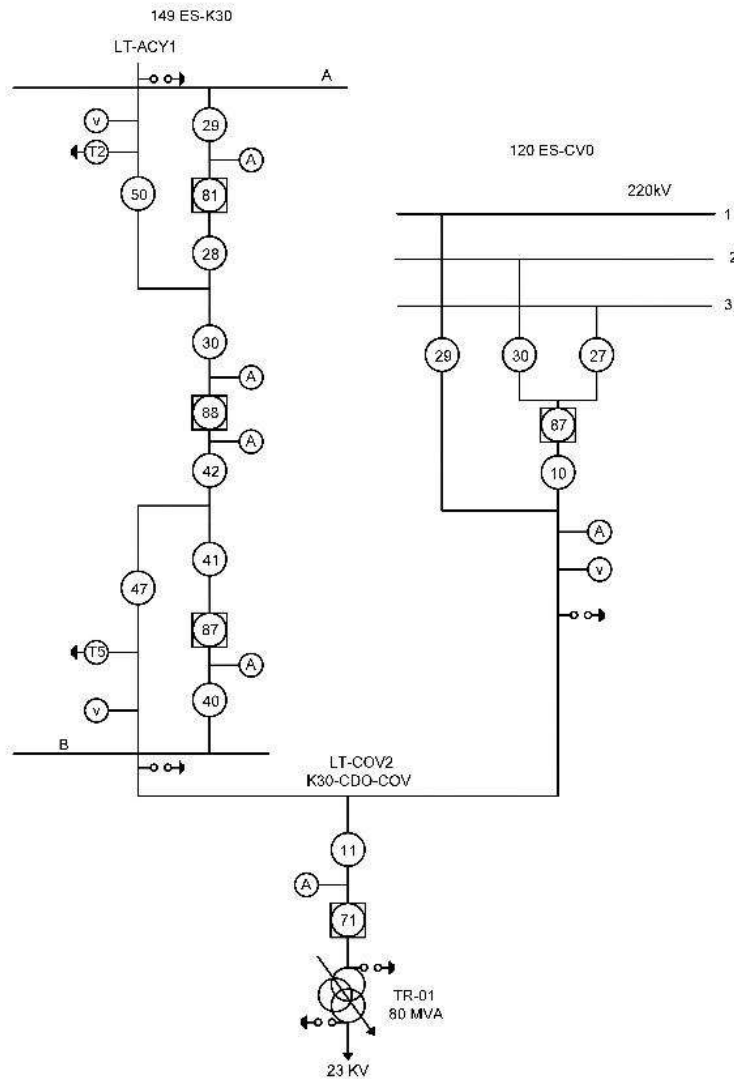 149 ES-K30
LT-ACY1
A
v
29
T2
A
50
81
28
30
A
88
A
42
41
47
87
T5
A
v
40
B
120 ES-CV0
220kV
1
2
3
29
30
27
87
10
A
v
LT-COV2
K30-CDO-COV
11
A
71
TR-01
80 MVA
23 KV